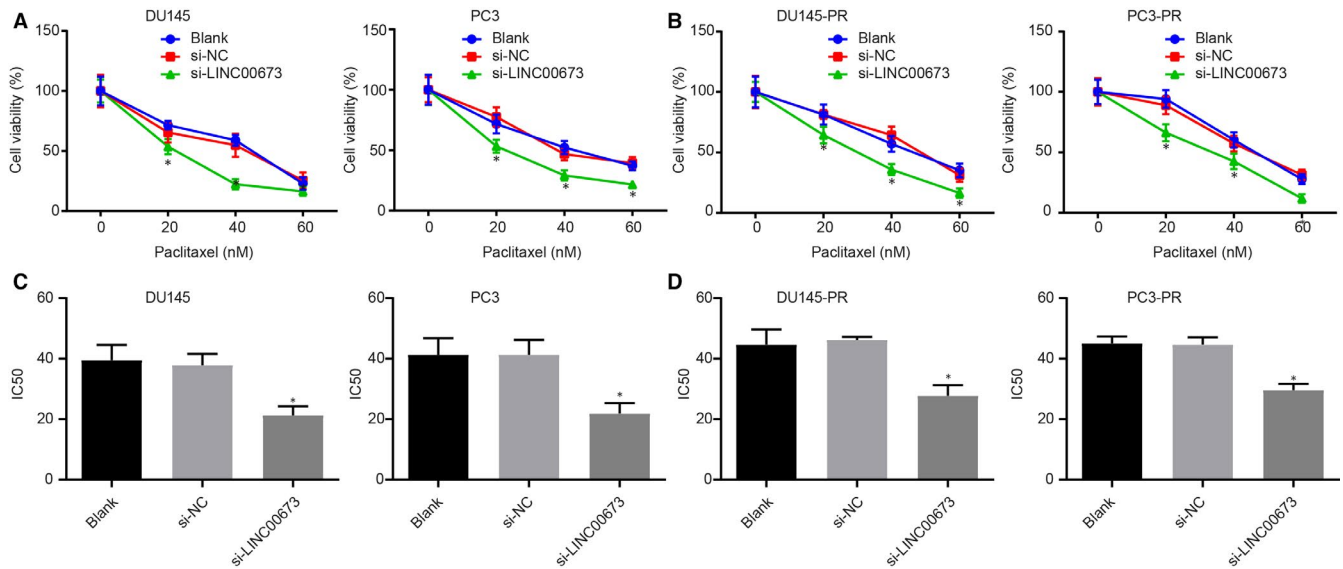 A
DU145
Blank
si-NC
si-LINC00673
Cell viability (%)
150
100
50
0
*
*
0
20
40
60
Paclitaxel (nM)
PC3
Blank
si-NC
si-LINC00673
Cell viability (%)
150
100
50
0
*
*
*
0
20
40
60
Paclitaxel (nM)
B
DU145-PR
Blank
si-NC
si-LINC00673
Cell viability (%)
150
100
50
0
*
*
*
0
20
40
60
Paclitaxel (nM)
PC3-PR
Blank
si-NC
si-LINC00673
Cell viability (%)
150
100
50
0
*
*
*
0
20
40
60
Paclitaxel (nM)
C
DU145
IC50
60
40
20
0
*
Blank
si-NC
si-LINC00673
PC3
IC50
60
40
20
0
*
Blank
si-NC
si-LINC00673
D
DU145-PR
IC50
60
40
20
0
*
Blank
si-NC
si-LINC00673
PC3-PR
IC50
60
40
20
0
*
Blank
si-NC
si-LINC00673